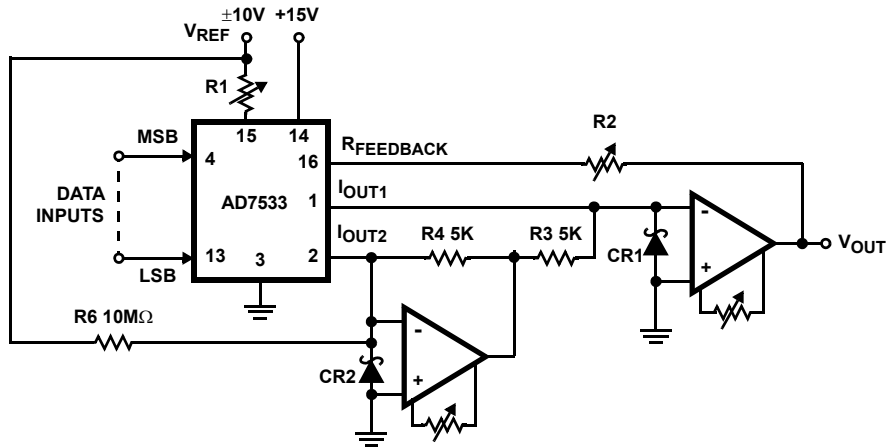 ±10V +15V
VREF
R1
MSB
15 14
4
16
RFEEDBACK
R2
DATA
INPUTS
AD7533
1
IOUT1
IOUT2
R4 5K
R3 5K
LSB
13
3
2
-
+
CR1
VOUT
R6 10MΩ
-
+
CR2